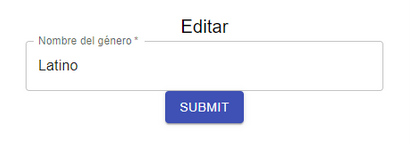 Editar
Nombre del género *
Latino
SUBMIT